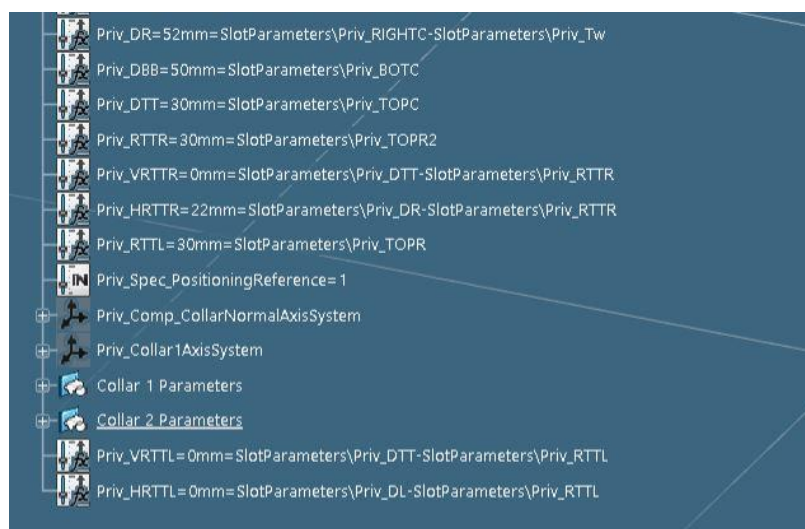 Priv_DR=52mm=SlotParameters\Priv_RIGHTC-SlotParameters\Priv_Tw
Priv_DBB=50mm=SlotParameters\Priv_BOTC
Priv_DTT=30mm=SlotParameters\Priv_TOPC
Priv_RTTR=30mm=SlotParameters\Priv_TOPR2
Priv_VRTTR=0mm=SlotParameters\Priv_DTT-SlotParameters\Priv_RTTR
Priv_HRTTR=22mm=SlotParameters\Priv_DR-SlotParameters\Priv_RTTR
Priv_RTTL=30mm=SlotParameters\Priv_TOPR
IN Priv_Spec_PositioningReference=1
Priv_Comp_CollarNormalAxisSystem
Priv_Collar1AxisSystem
Collar 1 Parameters
Collar 2 Parameters
Priv_VRTTL=0mm=SlotParameters\Priv_DTT-SlotParameters\Priv_RTTL
Priv_HRTTL=0mm=SlotParameters\Priv_DL-SlotParameters\Priv_RTTL